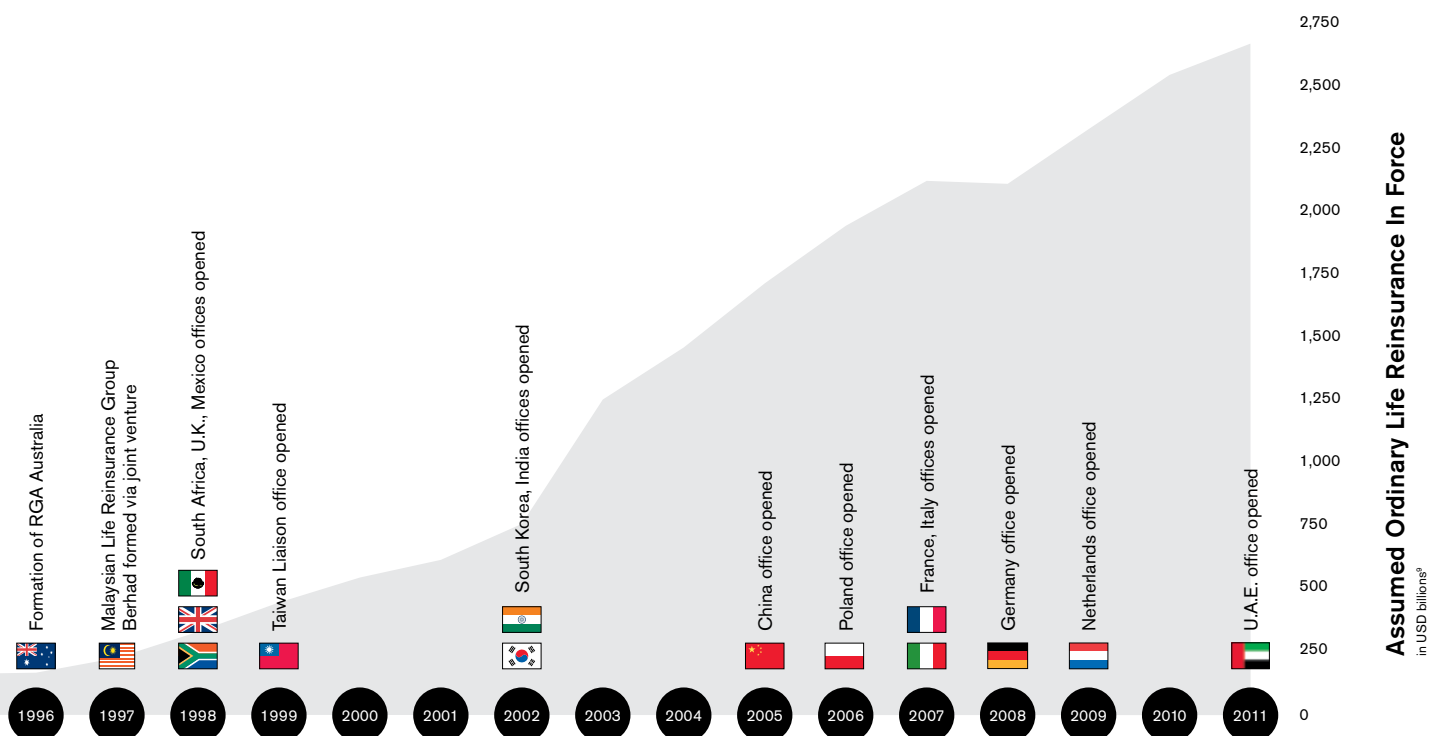 Formation of RGA Australia
Malaysian Life Reinsurance Group
Berhad formed via joint venture
South Africa, U.K., Mexico offices opened
Taiwan Liaison office opened
South Korea, India offices opened
China office opened
Poland office opened
France, Italy offices opened
Germany office opened
Netherlands office opened
U.A.E. office opened
1996
1997
1998
1999
2000
2001
2002
2003
2004
2005
2006
2007
2008
2009
2010
2011
2,750
2,500
2,250
2,000
1,750
1,500
1,250
1,000
750
500
250
0
Assumed Ordinary Life Reinsurance In Force
in USD billions⁹